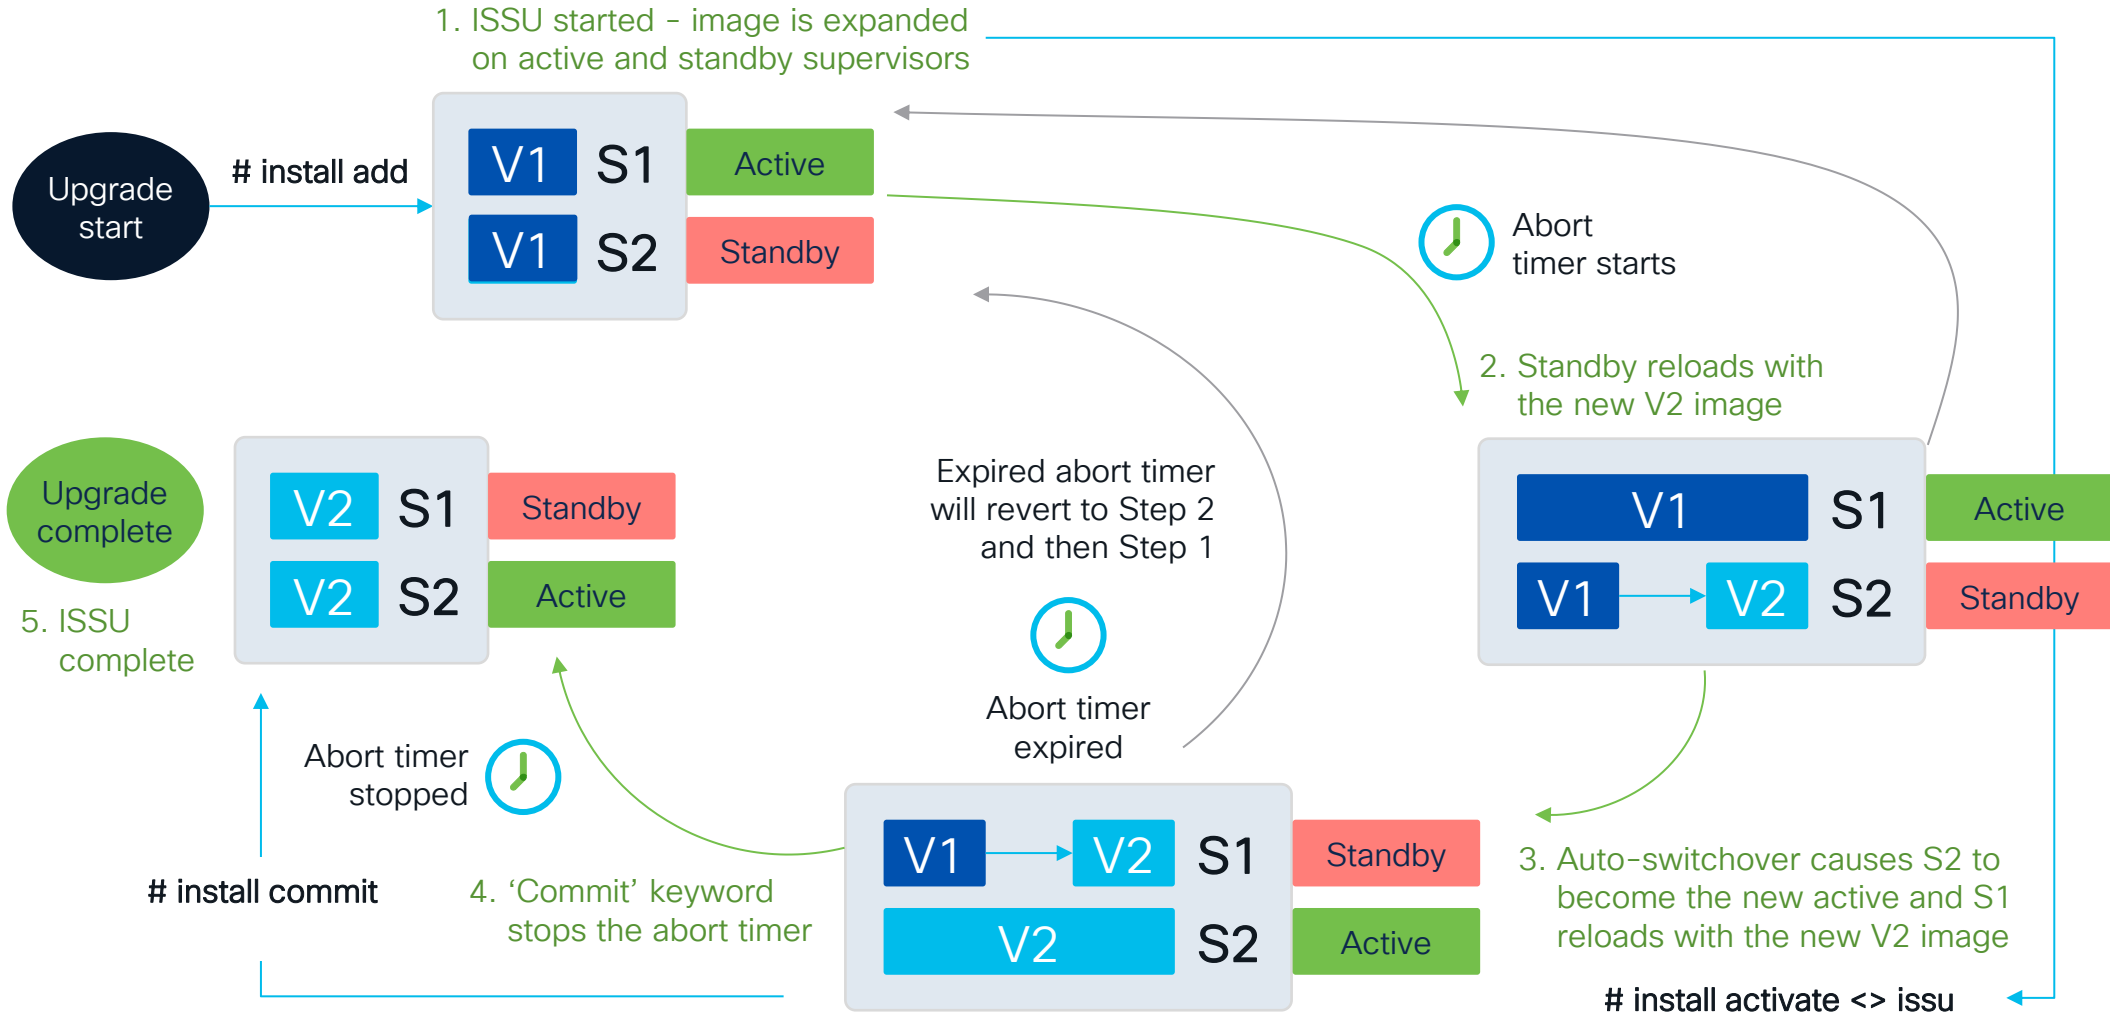 1. ISSU started - image is expanded
on active and standby supervisors
Upgrade
start
# install add
V1 S1 Active
V1 S2 Standby
Abort
timer starts
2. Standby reloads with
the new V2 image
V1 S1 Active
V1 V2 S2 Standby
Expired abort timer
will revert to Step 2
and then Step 1
Abort timer
expired
3. Auto-switchover causes S2 to
become the new active and S1
reloads with the new V2 image
# install activate <> issu
V1 V2 S1 Standby
V2 S2 Active
4. ‘Commit’ keyword
stops the abort timer
Abort timer
stopped
# install commit
V2 S1 Standby
V2 S2 Active
Upgrade
complete
5. ISSU
complete